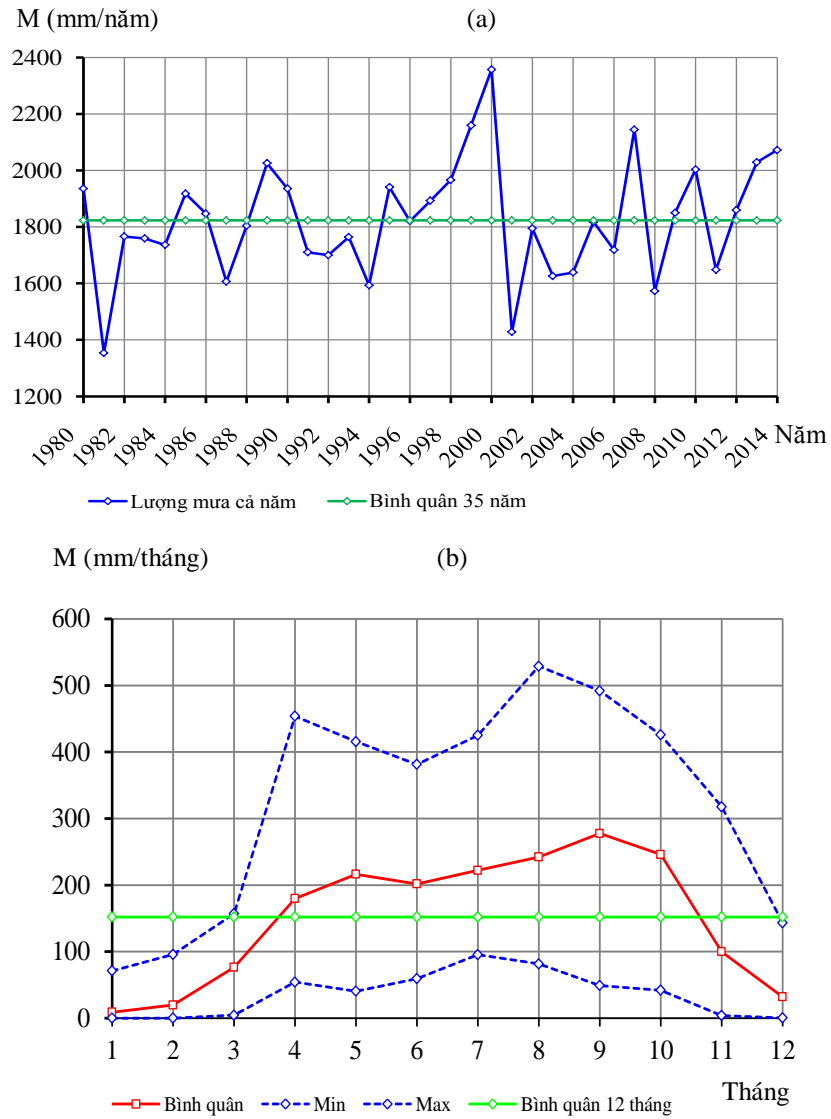 M (mm/năm) (a)
2400
2200
2000
1800
1600
1400
1200
1980 1982 1984 1986 1988 1990 1992 1994 1996 1998 2000 2002 2004 2006 2008 2010 2012 2014 Năm
Lượng mưa cả năm Bình quân 35 năm
M (mm/tháng) (b)
600
500
400
300
200
100
0
1 2 3 4 5 6 7 8 9 10 11 12
Tháng
Bình quân Min Max Bình quân 12 tháng